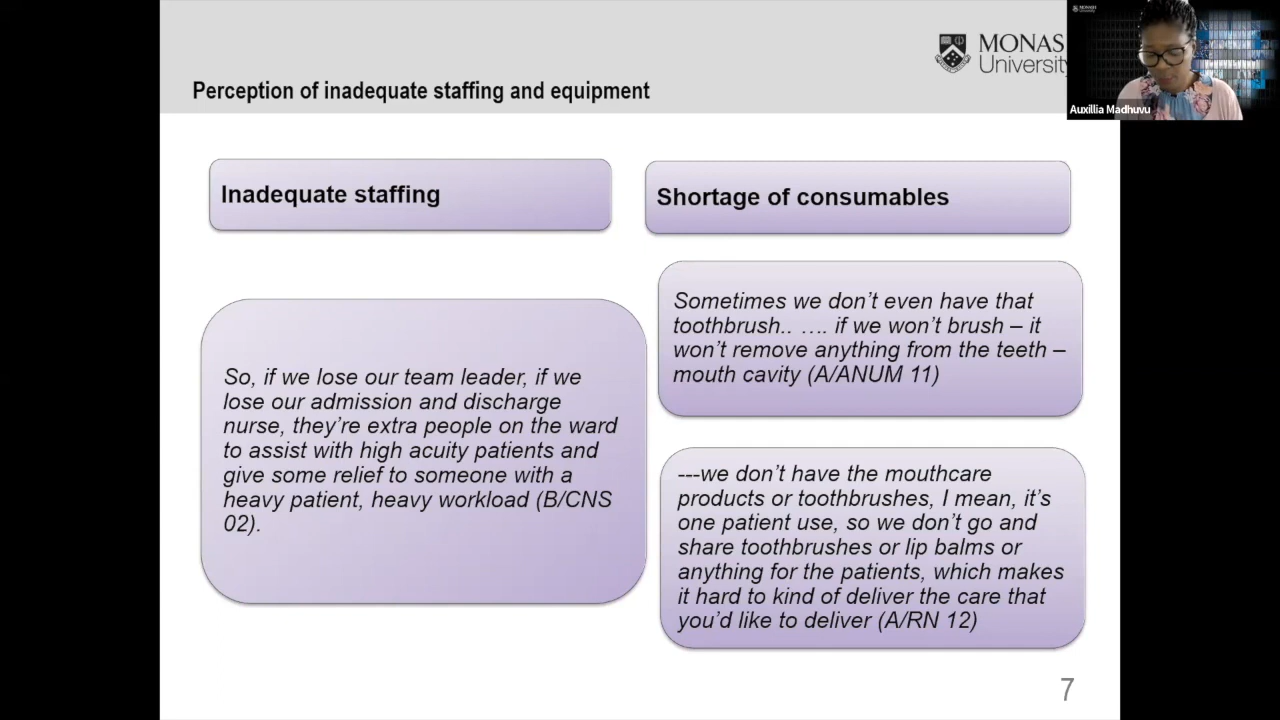 MONAS
University
Perception of inadequate staffing and equipment
MONASH
University
Auxillia Madhuvu
Inadequate staffing
Shortage of consumables
So, if we lose our team leader, if we
lose our admission and discharge
nurse, they’re extra people on the ward
to assist with high acuity patients and
give some relief to someone with a
heavy patient, heavy workload (B/CNS
02).
Sometimes we don’t even have that
toothbrush.. …. if we won’t brush – it
won’t remove anything from the teeth –
mouth cavity (A/ANUM 11)
---we don’t have the mouthcare
products or toothbrushes, I mean, it’s
one patient use, so we don’t go and
share toothbrushes or lip balms or
anything for the patients, which makes
it hard to kind of deliver the care that
you’d like to deliver (A/RN 12)
7